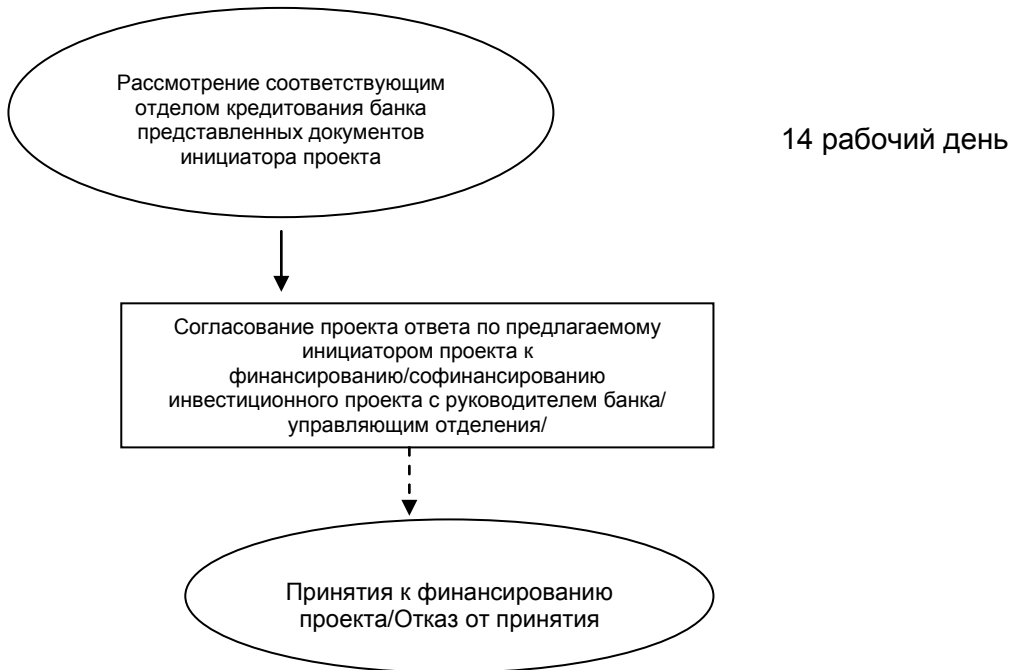 Рассмотрение соответствующим
отделом кредитования банка
представленных документов
инициатора проекта
14 рабочий день
Согласование проекта ответа по предлагаемому
инициатором проекта к
финансированию/софинансированию
инвестиционного проекта с руководителем банка/
управляющим отделения/
Принятия к финансированию
проекта/Отказ от принятия